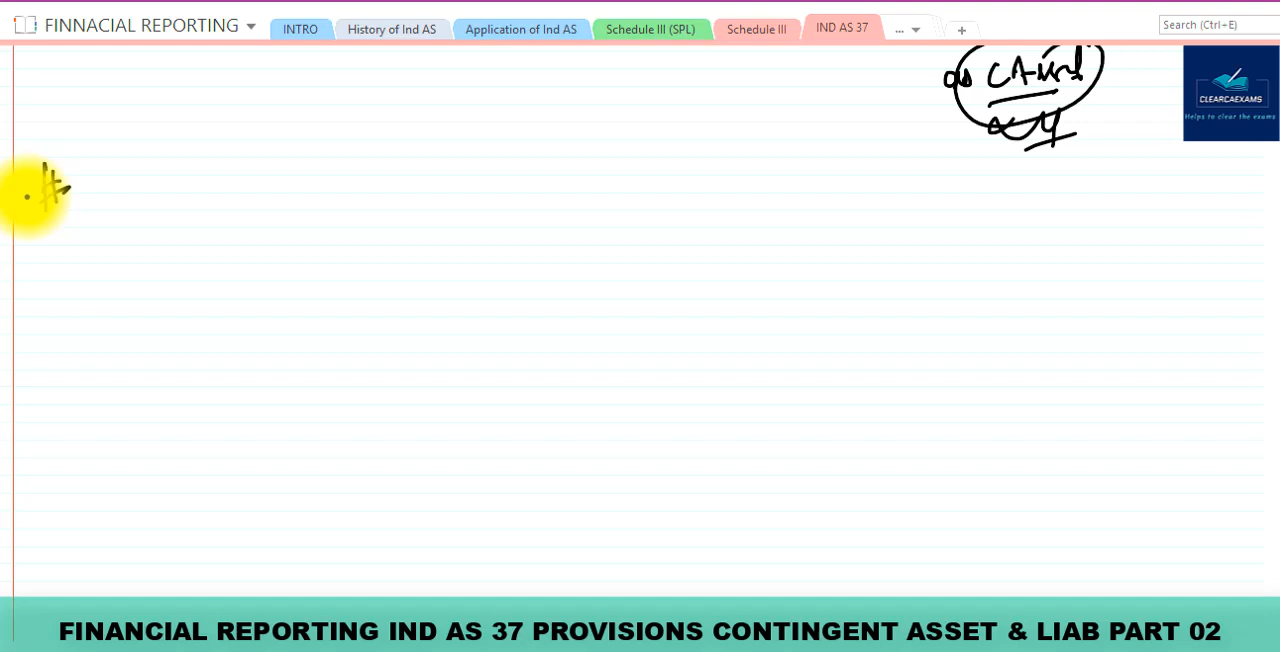 FINNACIAL REPORTING
INTRO
History of Ind AS
Application of Ind AS
Schedule III (SPL)
Schedule III
IND AS 37
...
+
Search (Ctrl+E)
CLEARCAEXAMS
Helps to clear the exams
#
FINANCIAL REPORTING IND AS 37 PROVISIONS CONTINGENT ASSET & LIAB PART 02